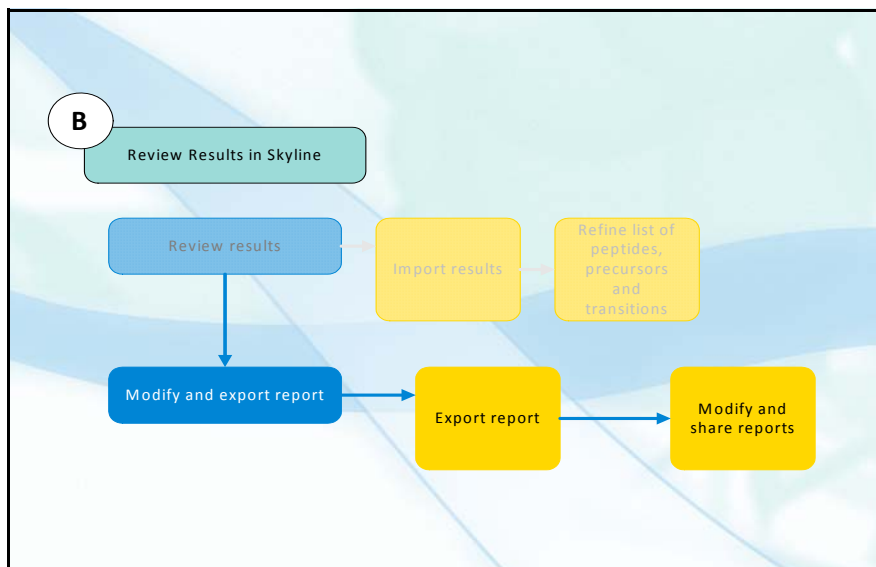 B
Review Results in Skyline
Review results
Import results
Refine list of
peptides,
precursors
and
transitions
Modify and export report
Export report
Modify and
share reports